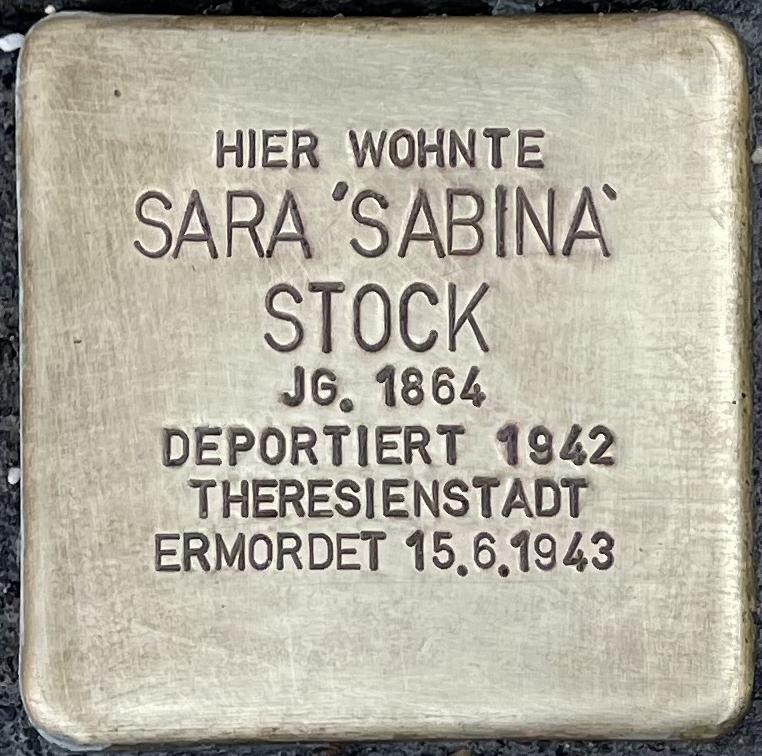 HIER WOHNTE
SARA 'SABINA'
STOCK
JG. 1864
DEPORTIERT 1942
THERESIENSTADT
ERMORDET 15.6.1943